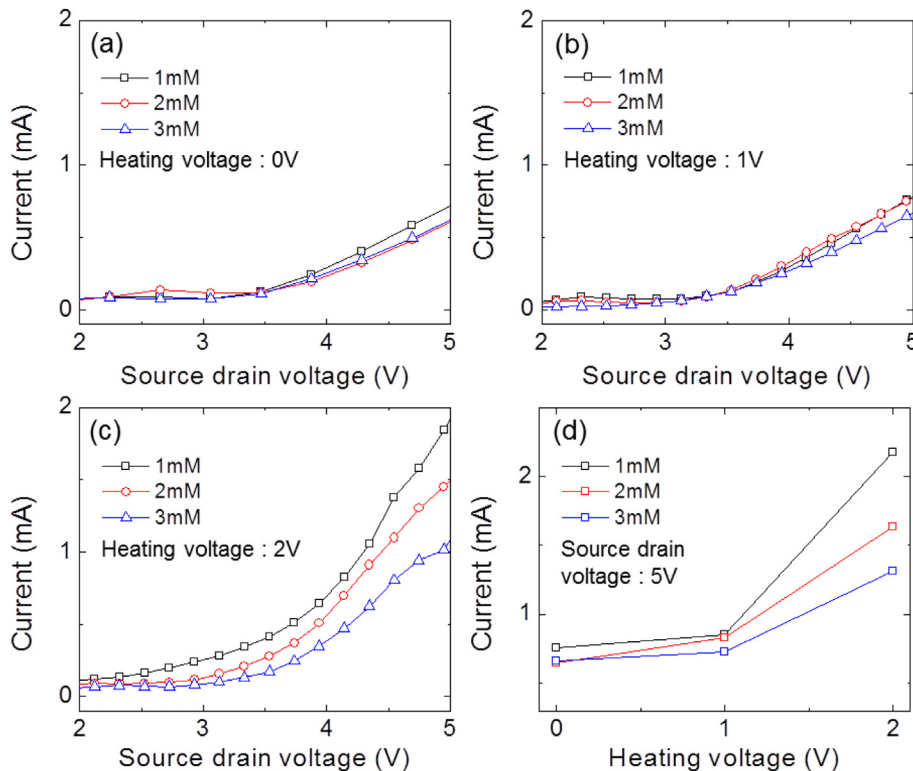 (a)
1mM
2mM
3mM
Heating voltage : 0V
Current (mA)
2
1
0
2 3 4 5
Source drain voltage (V)
(b)
1mM
2mM
3mM
Heating voltage : 1V
Current (mA)
2
1
0
2 3 4 5
Source drain voltage (V)
(c)
1mM
2mM
3mM
Heating voltage : 2V
Current (mA)
2
1
0
2 3 4 5
Source drain voltage (V)
(d)
1mM
2mM
3mM
Source drain
voltage : 5V
Current (mA)
2
1
0 1 2
Heating voltage (V)